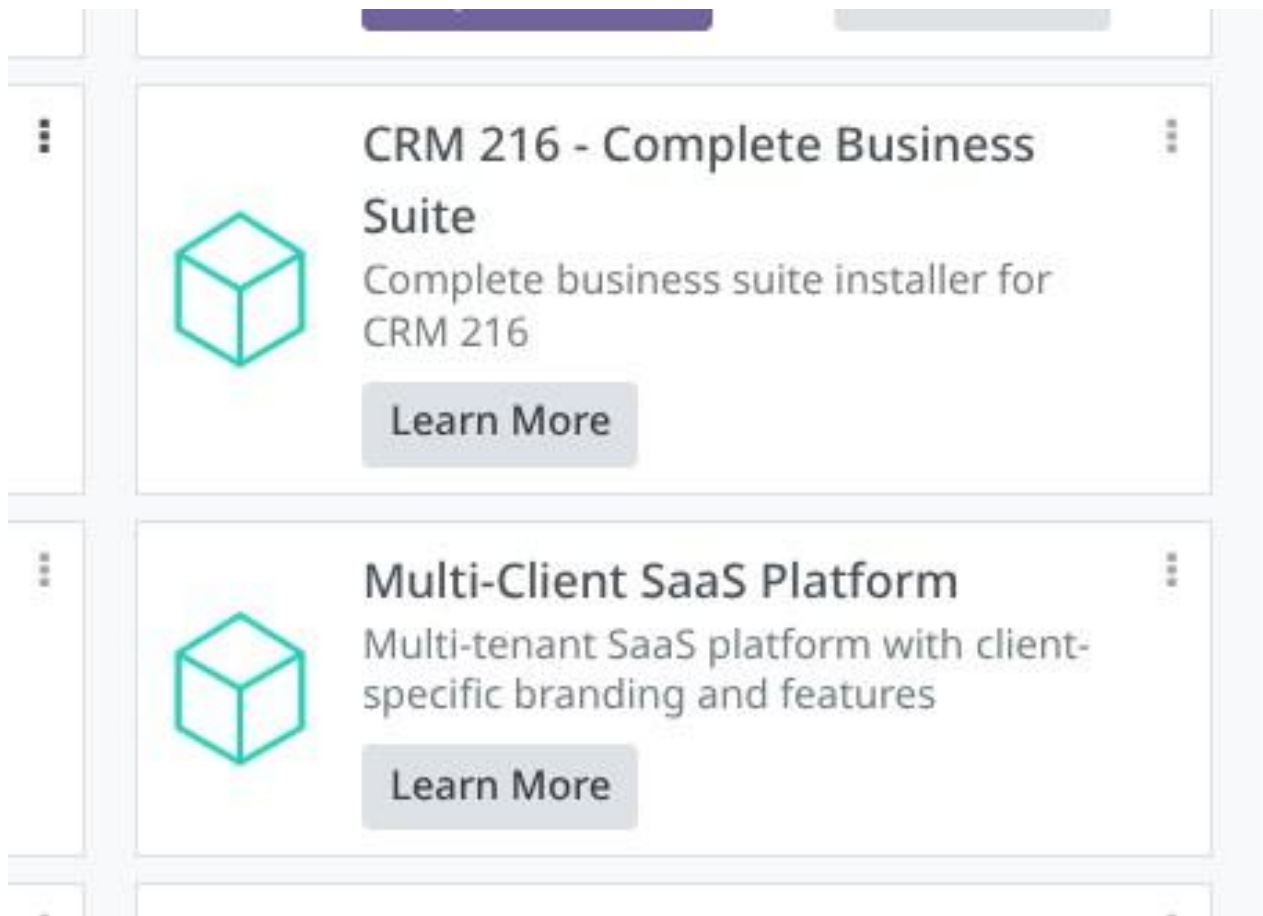 CRM 216 - Complete Business
Suite
Complete business suite installer for
CRM 216
Learn More
Multi-Client SaaS Platform
Multi-tenant SaaS platform with client-
specific branding and features
Learn More